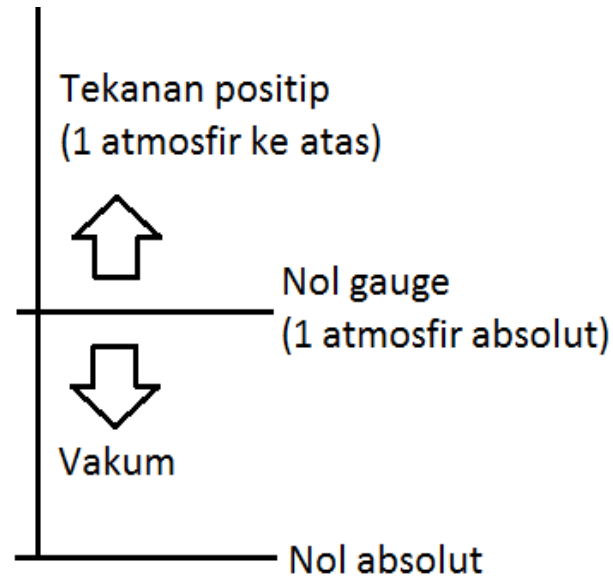 Tekanan positip
(1 atmosfir ke atas)
Nol gauge
(1 atmosfir absolut)
Vakum
Nol absolut